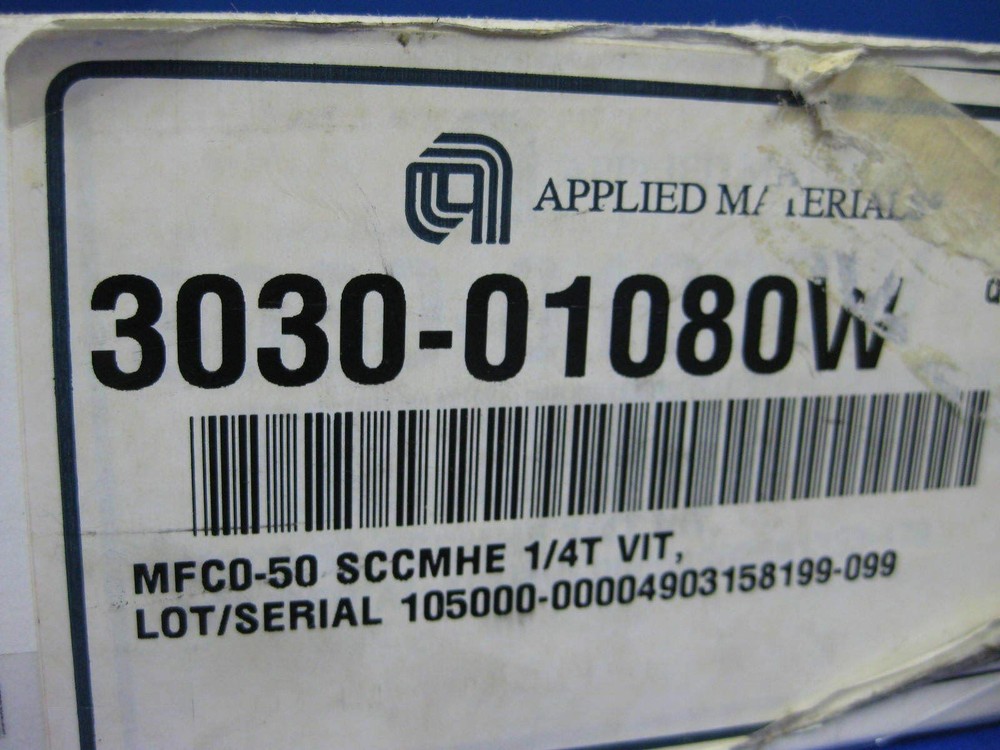 APPLIED MATERIALS
3030-01080W
MFC0-50 SCCMHE 1/4T VIT,
LOT/SERIAL 105000-00004903158199-099